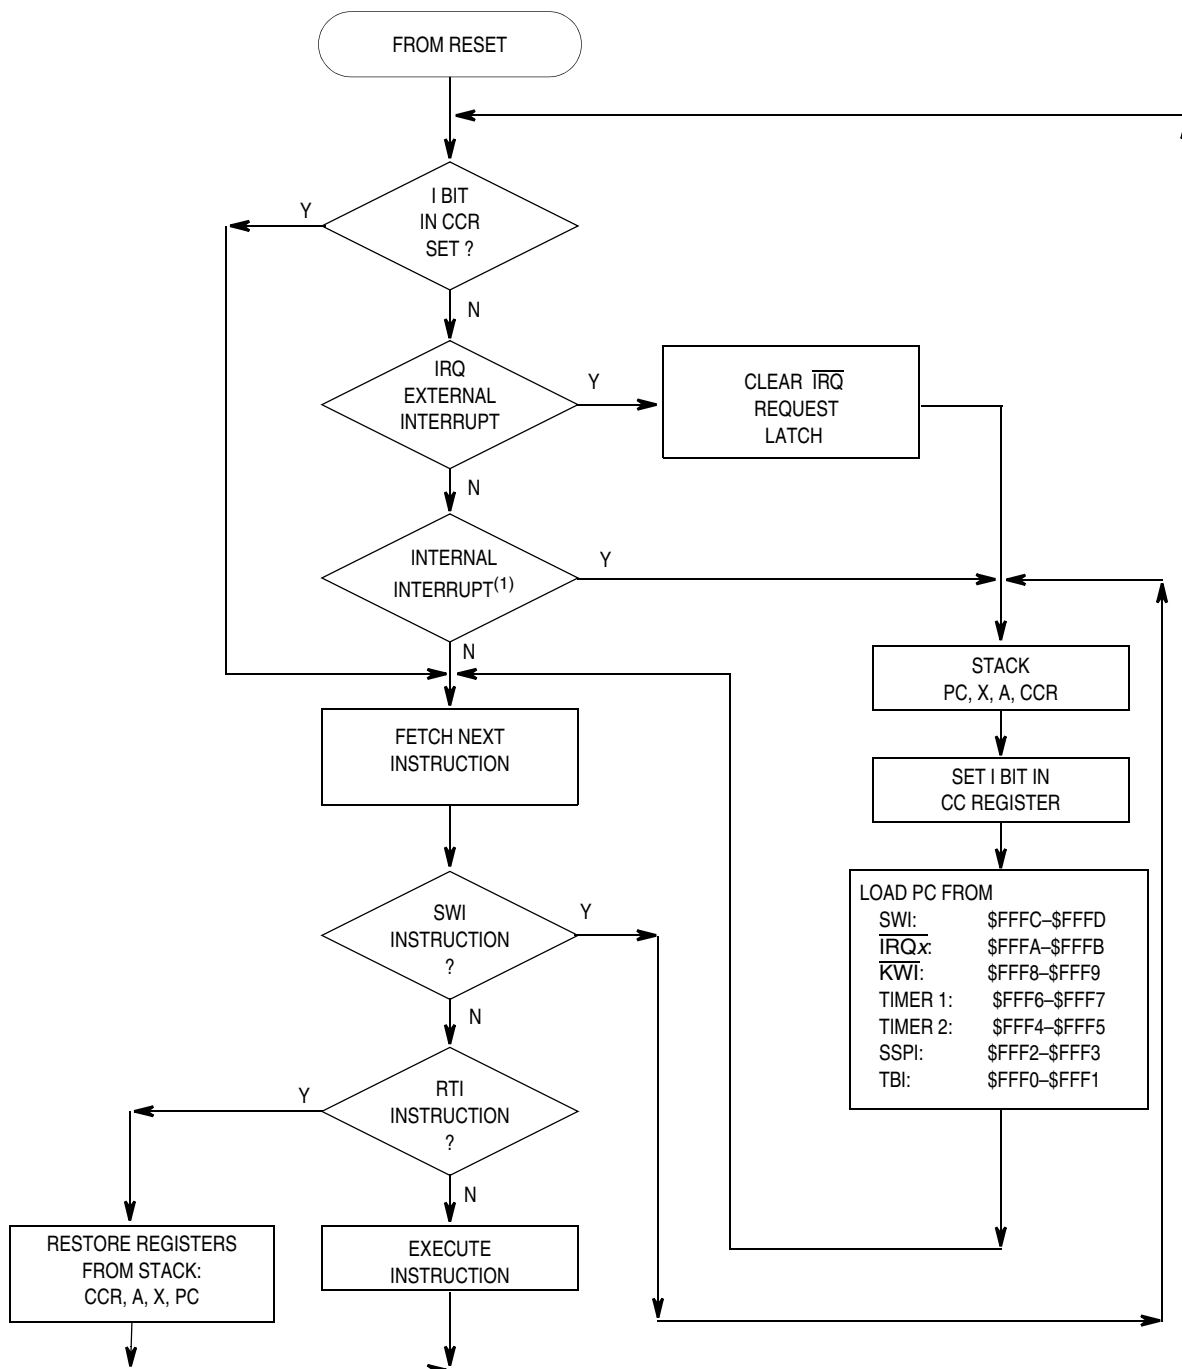 FROM RESET
I BIT
IN CCR
SET ?
Y
N
IRQ
EXTERNAL
INTERRUPT
Y
CLEAR IRQ
REQUEST
LATCH
N
INTERNAL
INTERRUPT(1)
Y
N
STACK
PC, X, A, CCR
FETCH NEXT
INSTRUCTION
SET I BIT IN
CC REGISTER
SWI
INSTRUCTION
?
Y
N
LOAD PC FROM
SWI: $FFFC–$FFFD
IRQx: $FFFA–$FFFB
KWI: $FFF8–$FFF9
TIMER 1: $FFF6–$FFF7
TIMER 2: $FFF4–$FFF5
SSPI: $FFF2–$FFF3
TBI: $FFF0–$FFF1
RTI
INSTRUCTION
?
Y
N
RESTORE REGISTERS
FROM STACK:
CCR, A, X, PC
EXECUTE
INSTRUCTION